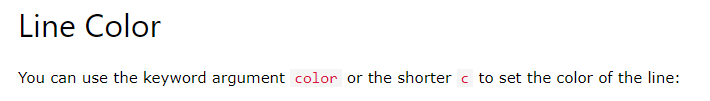 Line Color
You can use the keyword argument color or the shorter c to set the color of the line: